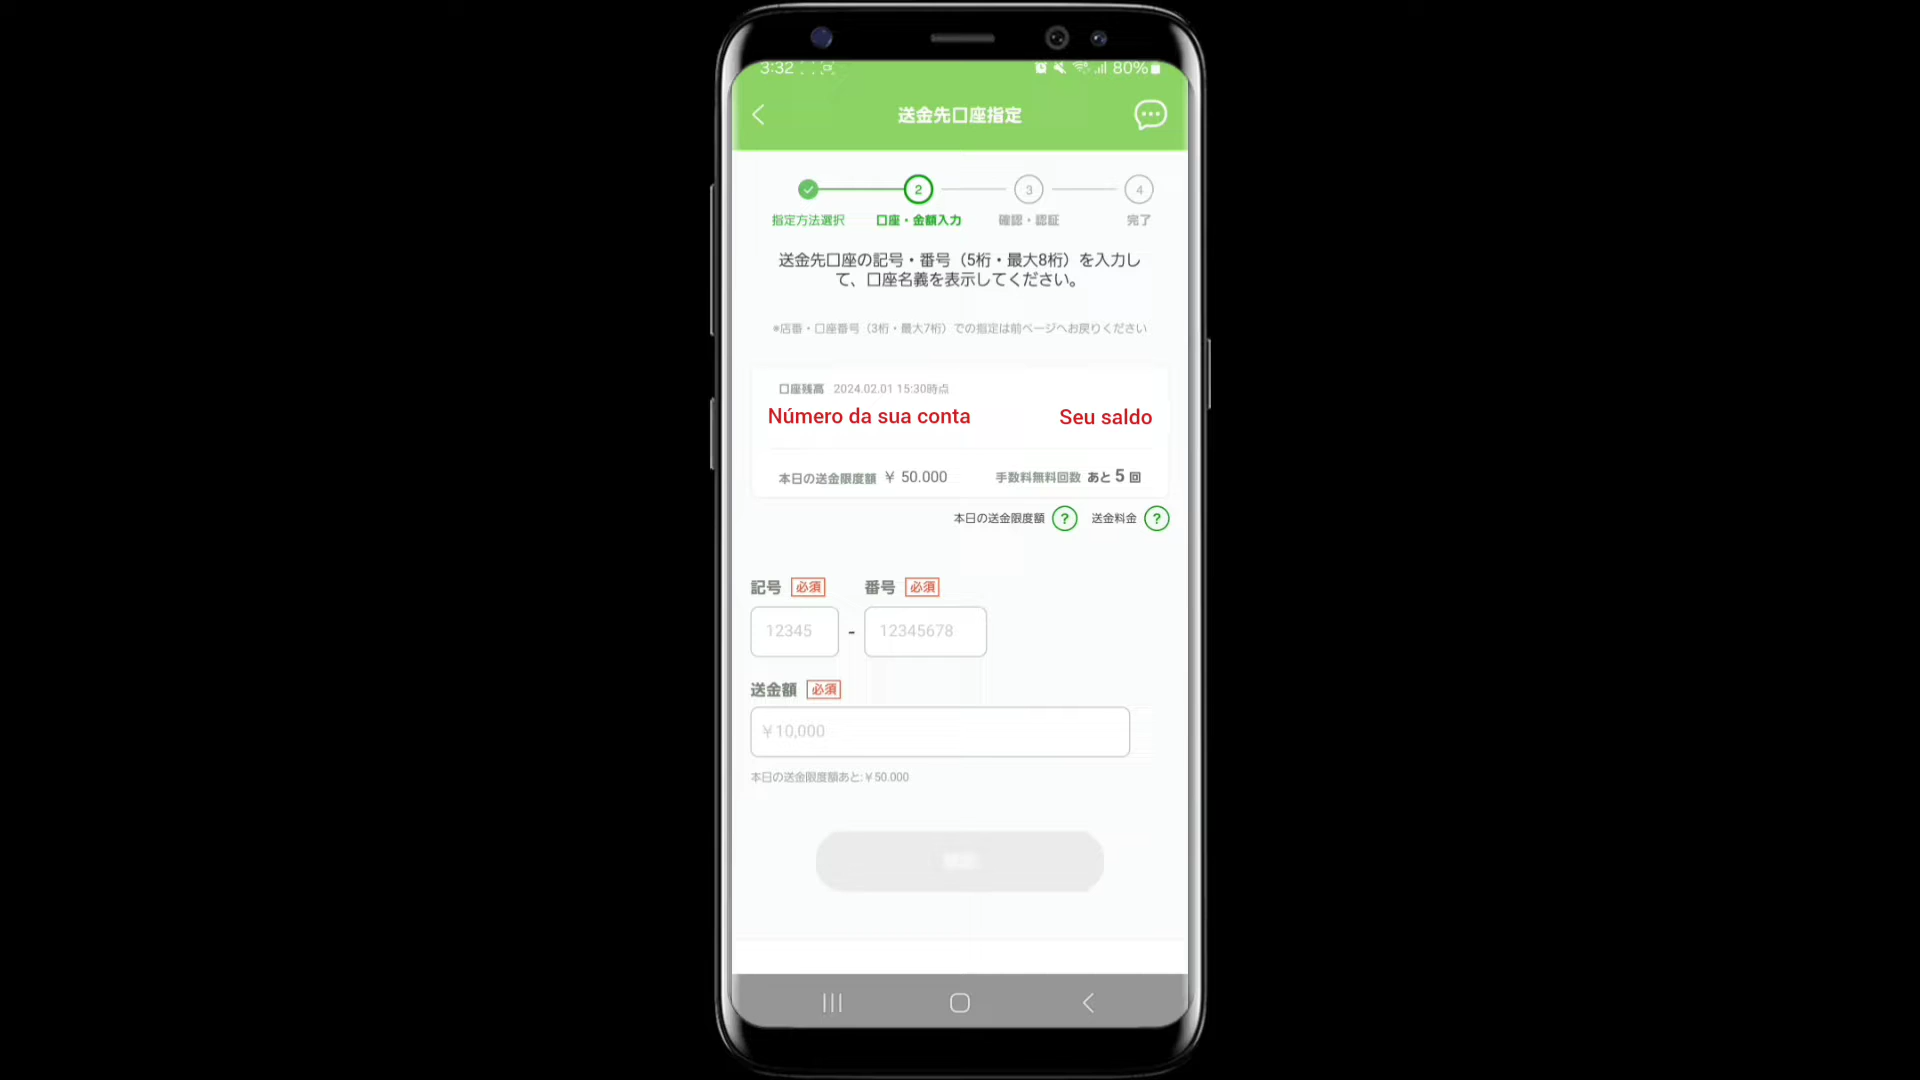 3:32
80%
送金先口座指定
2
3
4
指定方法選択
口座・金額入力
確認・認証
完了
送金先口座の記号・番号（5桁・最大8桁）を入力し
て、口座名義を表示してください。
*店番・口座番号（3桁・最大7桁）での指定は前ページへお戻りください
口座残高 2024.02.01 15:30時点
Número da sua conta
Seu saldo
本日の送金限度額 ￥ 50.000
手数料無料回数 あと 5 回
本日の送金限度額 ?
送金料金 ?
記号 必須
番号 必須
12345 - 12345678
送金額 必須
￥10,000
本日の送金限度額あと:￥50.000